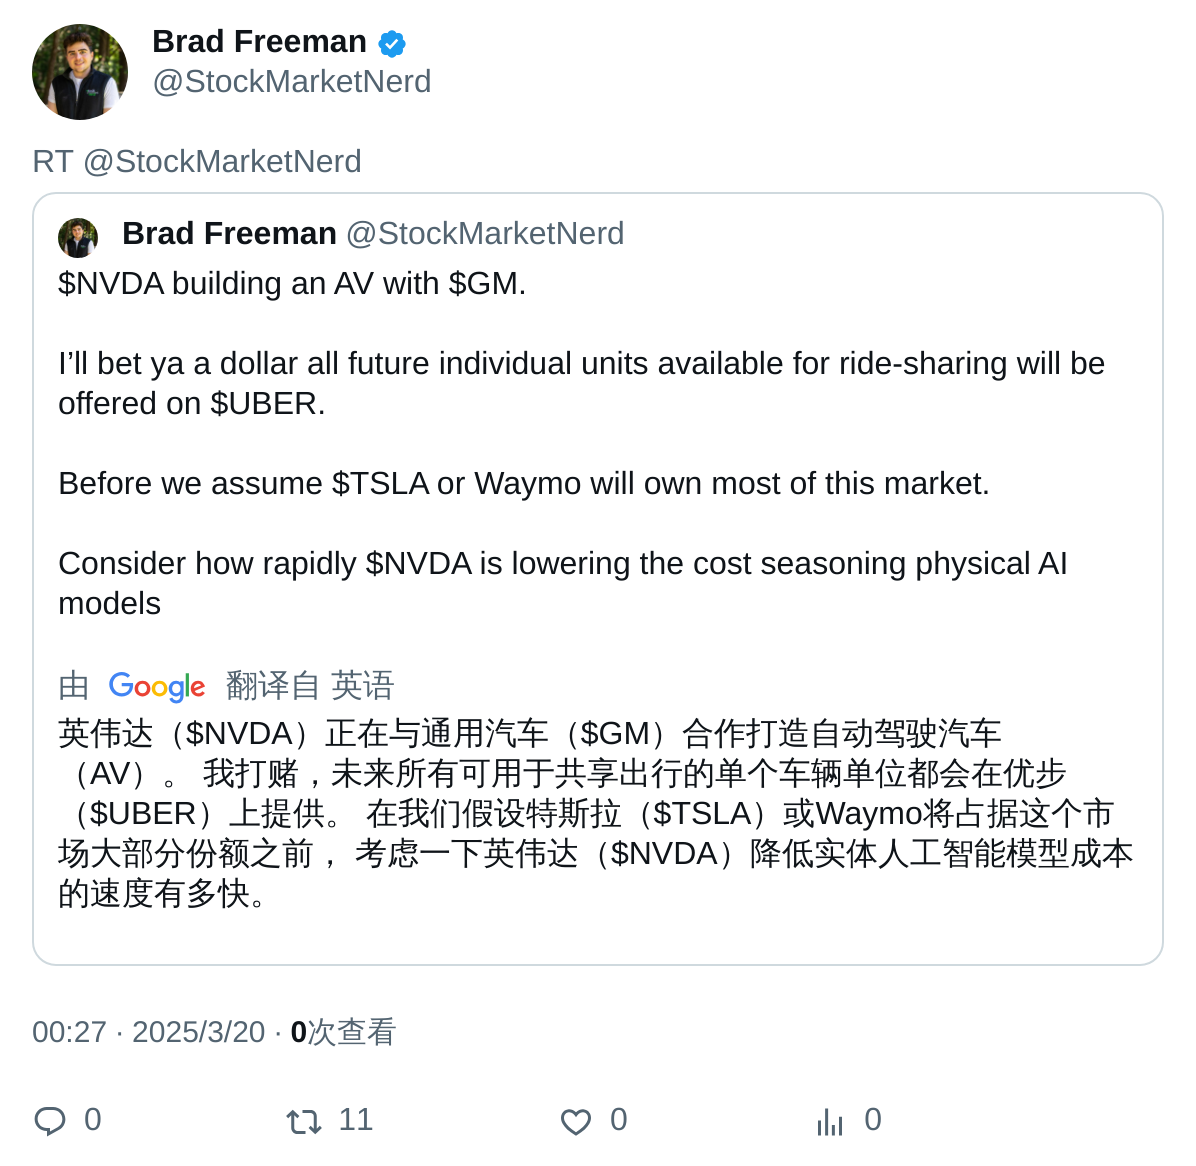 Brad Freeman
@StockMarketNerd
RT @StockMarketNerd
Brad Freeman @StockMarketNerd
$NVDA building an AV with $GM.
I’ll bet ya a dollar all future individual units available for ride-sharing will be
offered on $UBER.
Before we assume $TSLA or Waymo will own most of this market.
Consider how rapidly $NVDA is lowering the cost seasoning physical AI
models
由 Google 翻译自 英语
英伟达（$NVDA）正在与通用汽车（$GM）合作打造自动驾驶汽车
（AV）。 我打赌，未来所有可用于共享出行的单个车辆单位都会在优步
（$UBER）上提供。 在我们假设特斯拉（$TSLA）或Waymo将占据这个市
场大部分份额之前， 考虑一下英伟达（$NVDA）降低实体人工智能模型成本
的速度有多快。
00:27 · 2025/3/20 · 0次查看
0 11 0 0